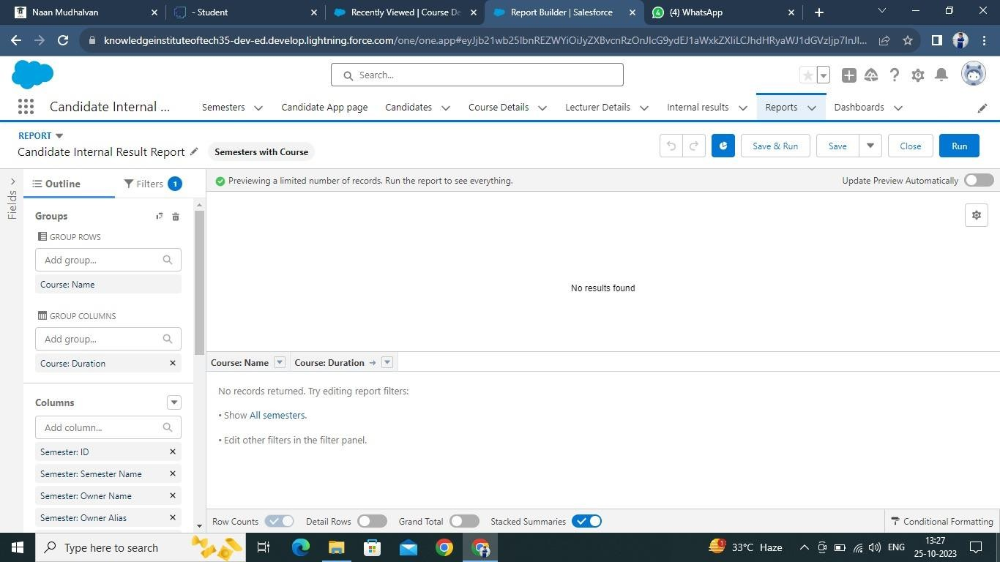 Naan Mudhalvan
- Student
Recently Viewed | Course De
Report Builder | Salesforce
(4) WhatsApp
knowledgeinstituteoftech35-dev-ed.develop.lightning.force.com/one/one.app#
Search...
Candidate Internal ...
Semesters
Candidate App page
Candidates
Course Details
Lecturer Details
Internal results
Reports
Dashboards
REPORT
Candidate Internal Result Report
Semesters with Course
Save & Run
Save
Close
Run
Fields
Outline
Filters 1
Previewing a limited number of records. Run the report to see everything.
Update Preview Automatically
Groups
GROUP ROWS
Add group...
Course: Name
GROUP COLUMNS
Add group...
Course: Duration
No results found
Course: Name
Course: Duration
No records returned. Try editing report filters:
• Show All semesters.
• Edit other filters in the filter panel.
Columns
Add column...
Semester: ID
Semester: Semester Name
Semester: Owner Name
Semester: Owner Alias
Row Counts
Detail Rows
Grand Total
Stacked Summaries
Conditional Formatting
Type here to search
1
33°C Haze
ENG
13:27
25-10-2023